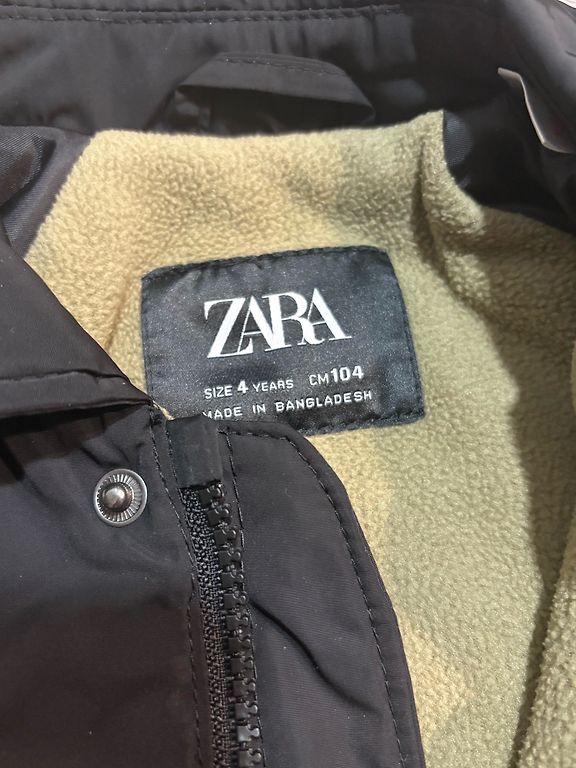 ZARA
SIZE 4 YEARS CM 104
MADE IN BANGLADESH